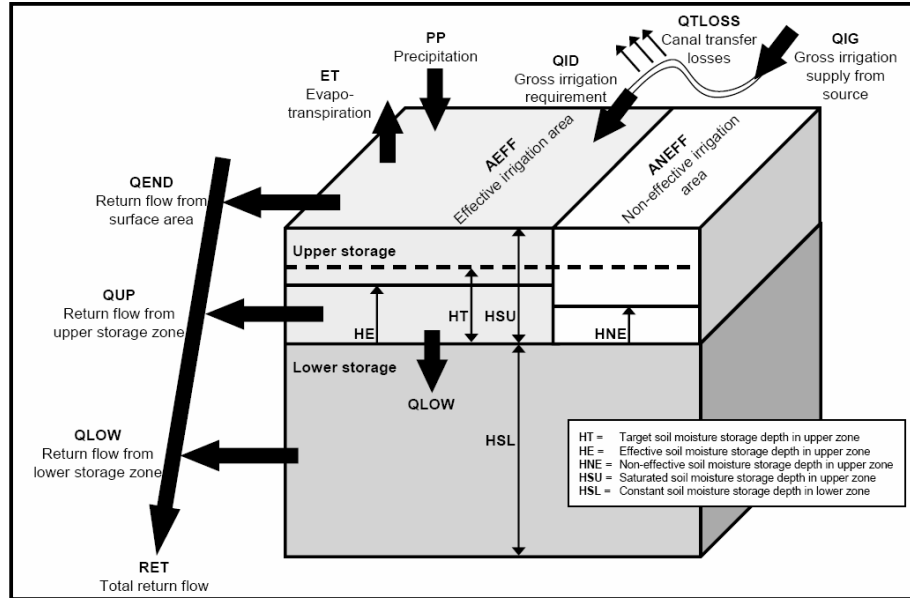 QTLOSS
Canal transfer
losses
QIG
Gross irrigation
supply from
source
PP
Precipitation
QID
Gross irrigation
requirement
ET
Evapo-
transpiration
AEFF
Effective irrigation area
ANEFF
Non-effective irrigation
area
QEND
Return flow from
surface area
Upper storage
QUP
Return flow from
upper storage zone
HE
HT
HSU
HNE
Lower storage
QLOW
QLOW
Return flow from
lower storage zone
HSL
HT = Target soil moisture storage depth in upper zone
HE = Effective soil moisture storage depth in upper zone
HNE = Non-effective soil moisture storage depth in upper zone
HSU = Saturated soil moisture storage depth in upper zone
HSL = Constant soil moisture storage depth in lower zone
RET
Total return flow